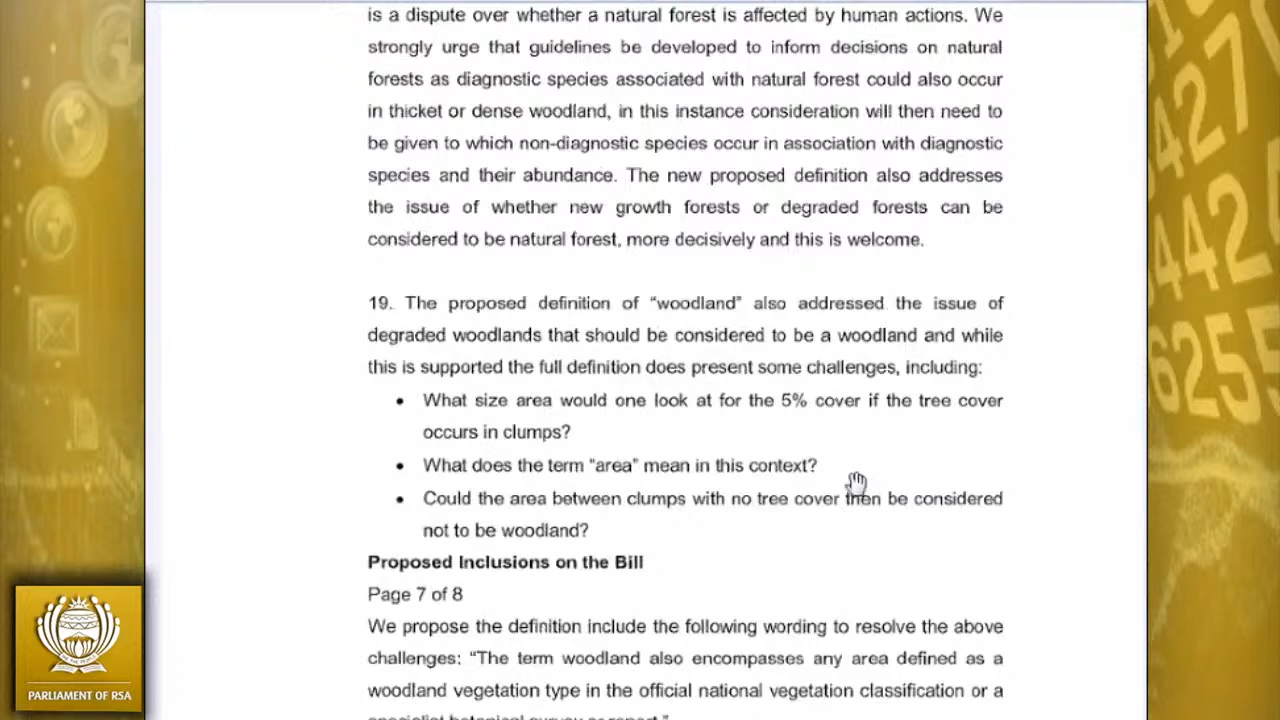 is a dispute over whether a natural forest is affected by human actions. We
strongly urge that guidelines be developed to inform decisions on natural
forests as diagnostic species associated with natural forest could also occur
in thicket or dense woodland, in this instance consideration will then need to
be given to which non-diagnostic species occur in association with diagnostic
species and their abundance. The new proposed definition also addresses
the issue of whether new growth forests or degraded forests can be
considered to be natural forest, more decisively and this is welcome.
19. The proposed definition of “woodland” also addressed the issue of
degraded woodlands that should be considered to be a woodland and while
this is supported the full definition does present some challenges, including:
• What size area would one look at for the 5% cover if the tree cover
occurs in clumps?
• What does the term “area” mean in this context?
• Could the area between clumps with no tree cover then be considered
not to be woodland?
Proposed Inclusions on the Bill
Page 7 of 8
We propose the definition include the following wording to resolve the above
challenges: “The term woodland also encompasses any area defined as a
woodland vegetation type in the official national vegetation classification or a
specialist botanical survey or report.”
PARLIAMENT OF RSA
427
4420
6255